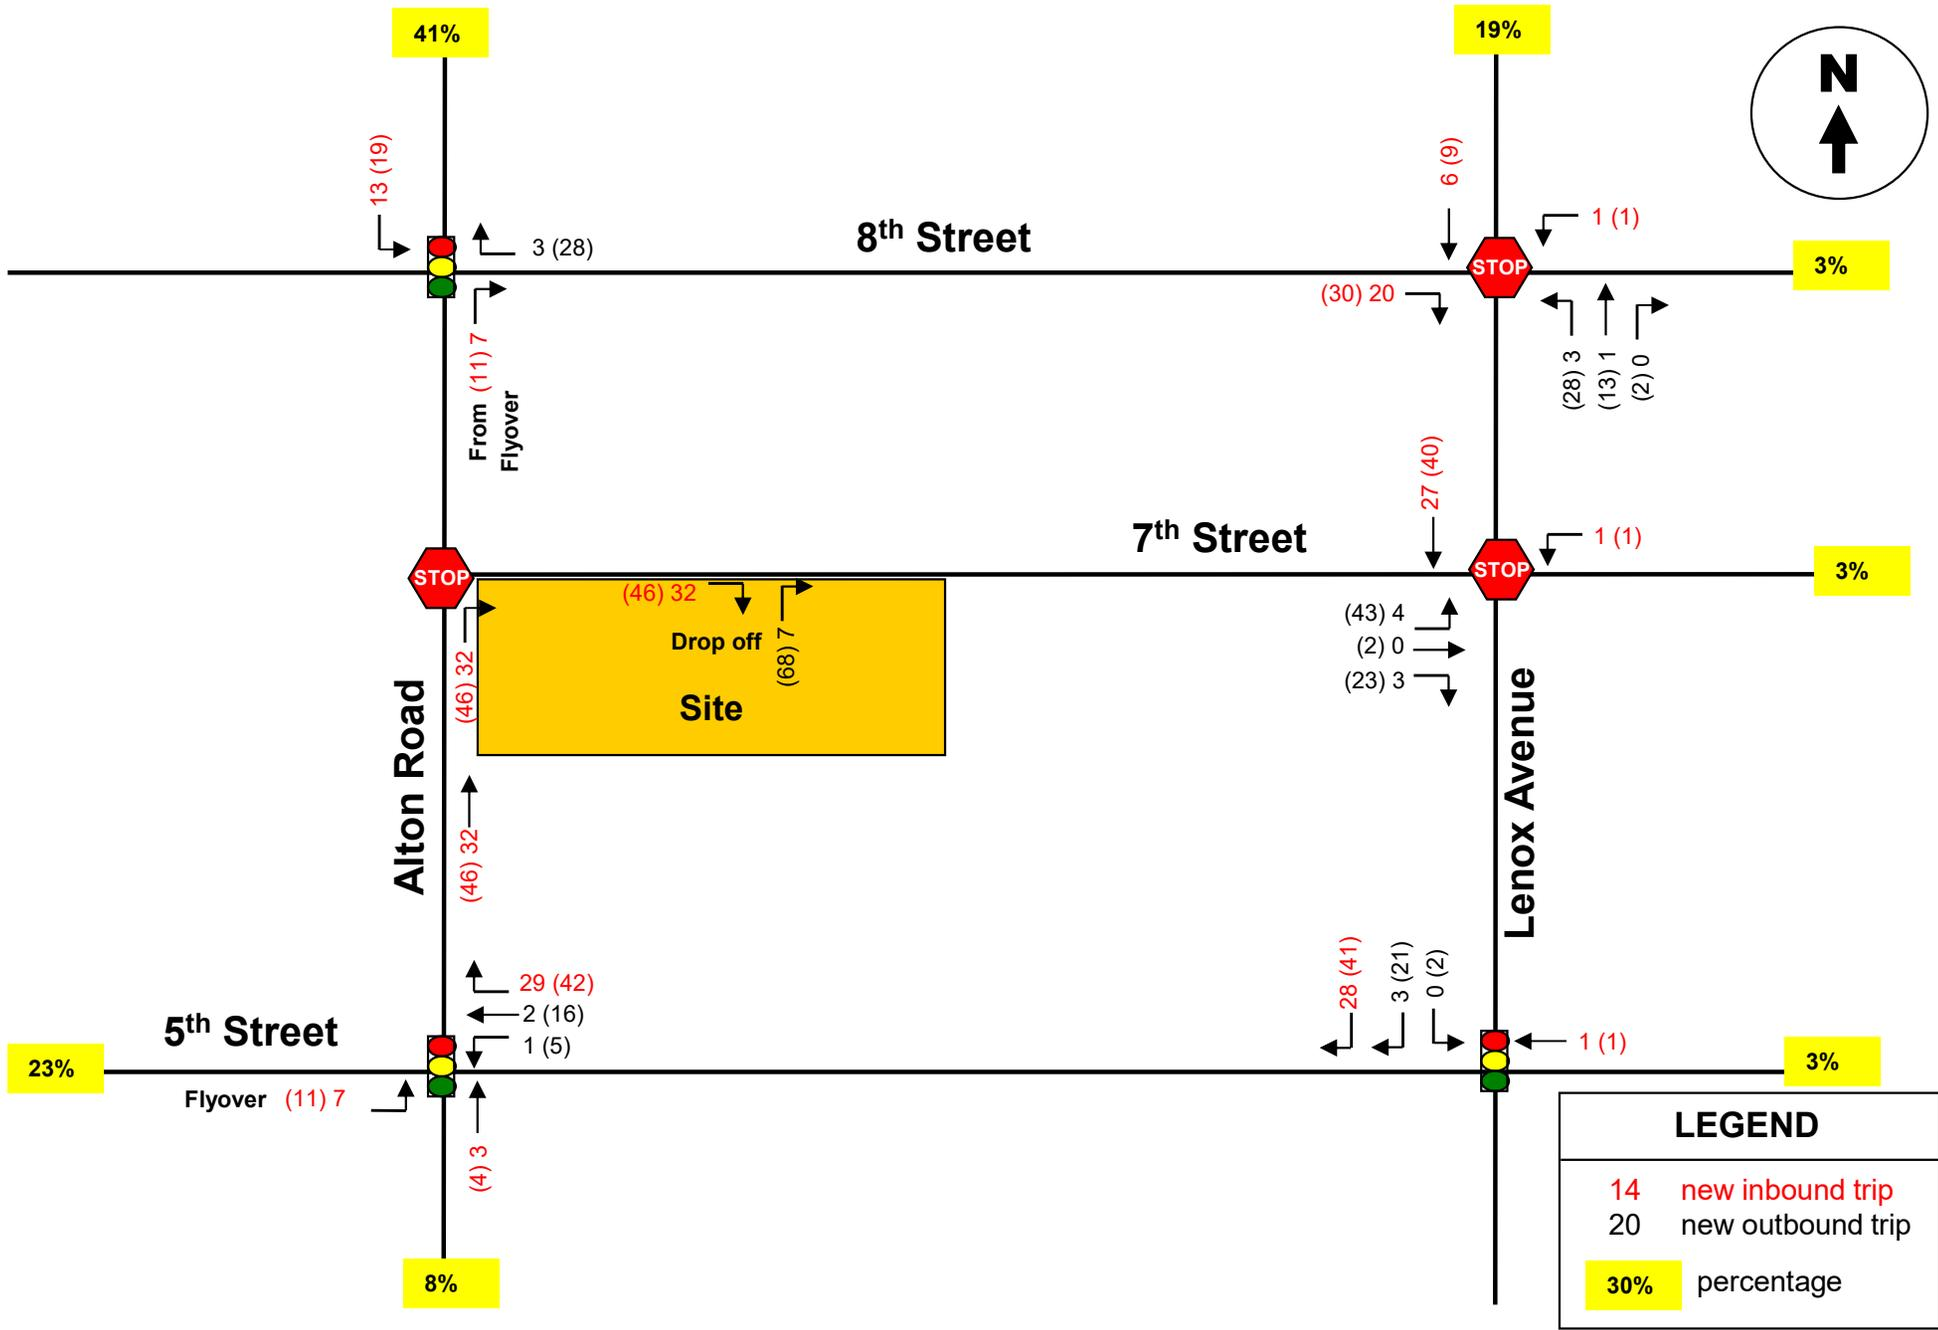 41%
19%
N
13 (19)
6 (9)
1 (1)
3 (28)
8th Street
STOP
3%
(30) 20
(11) 7
From
Flyover
(28) 3
(13) 1
(2) 0
27 (40)
7th Street
1 (1)
STOP
STOP
3%
(46) 32
Drop off
(68) 7
(46) 32
Site
(43) 4
(2) 0
(23) 3
Alton Road
Lenox Avenue
(46) 32
28 (41)
3 (21)
0 (2)
29 (42)
2 (16)
1 (5)
5th Street
1 (1)
23%
3%
Flyover (11) 7
(4) 3
LEGEND
14 new inbound trip
20 new outbound trip
30% percentage
8%